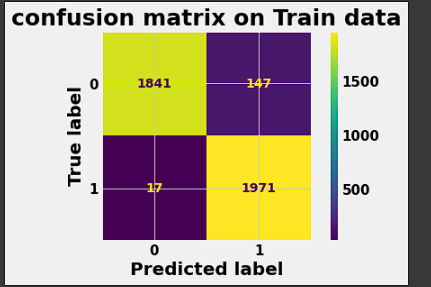 confusion matrix on Train data
0 1841 147
1 17 1971
0 1
Predicted label
True label
1500
1000
500